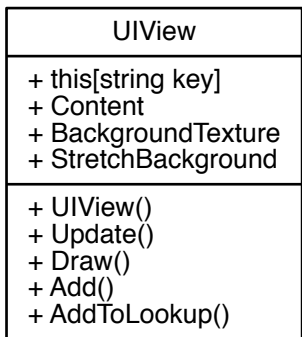 UIView
+ this[string key]
+ Content
+ BackgroundTexture
+ StretchBackground
+ UIView()
+ Update()
+ Draw()
+ Add()
+ AddToLookup()